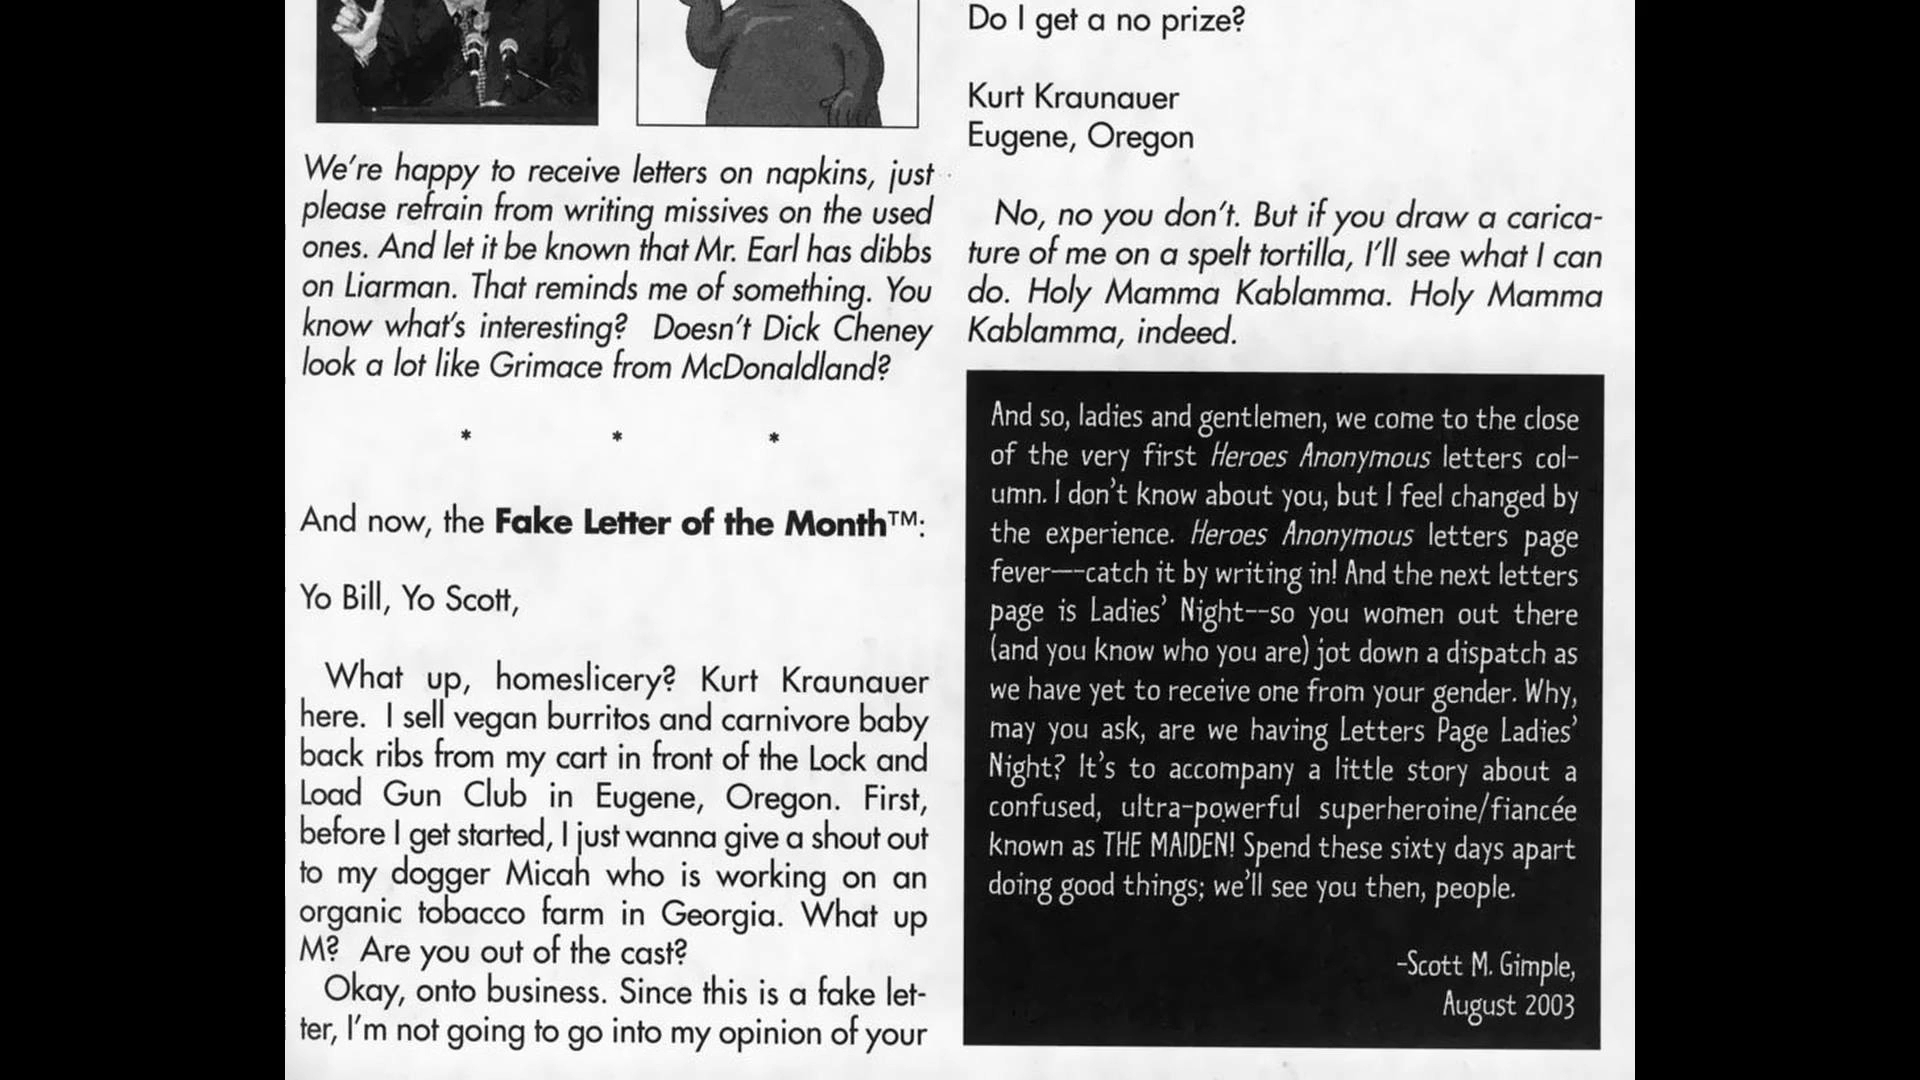 We're happy to receive letters on napkins, just
please refrain from writing missives on the used
ones. And let it be known that Mr. Earl has dibbs
on Liarman. That reminds me of something. You
know what's interesting? Doesn't Dick Cheney
look a lot like Grimace from McDonaldland?
* * *
And now, the Fake Letter of the Month™:
Yo Bill, Yo Scott,
What up, homeslicery? Kurt Kraunauer
here. I sell vegan burritos and carnivore baby
back ribs from my cart in front of the Lock and
Load Gun Club in Eugene, Oregon. First,
before I get started, I just wanna give a shout out
to my dogger Micah who is working on an
organic tobacco farm in Georgia. What up
M? Are you out of the cast?
Okay, onto business. Since this is a fake let-
ter, I'm not going to go into my opinion of your
Do I get a no prize?
Kurt Kraunauer
Eugene, Oregon
No, no you don't. But if you draw a carica-
ture of me on a spelt tortilla, I'll see what I can
do. Holy Mamma Kablamma. Holy Mamma
Kablamma, indeed.
And so, ladies and gentlemen, we come to the close
of the very first Heroes Anonymous letters col-
umn. I don't know about you, but I feel changed by
the experience. Heroes Anonymous letters page
fever—-catch it by writing in! And the next letters
page is Ladies' Night--so you women out there
(and you know who you are) jot down a dispatch as
we have yet to receive one from your gender. Why,
may you ask, are we having Letters Page Ladies'
Night? It's to accompany a little story about a
confused, ultra-powerful superheroine/fiancée
known as THE MAIDEN! Spend these sixty days apart
doing good things; we'll see you then, people.
-Scott M. Gimple,
August 2003